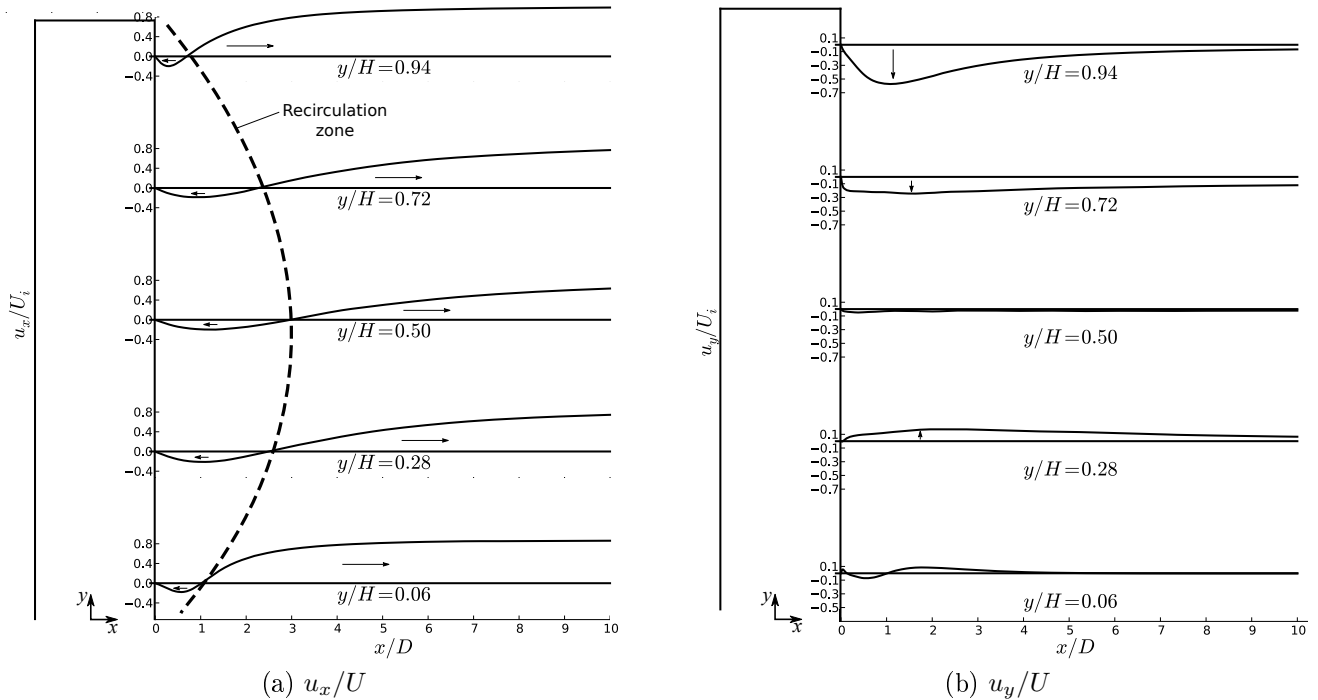 0.8
0.4
0.0
−0.4
y/H=0.94
Recirculation
zone
0.8
0.4
0.0
−0.4
y/H=0.72
0.8
0.4
0.0
−0.4
y/H=0.50
0.8
0.4
0.0
−0.4
y/H=0.28
0.8
0.4
0.0
−0.4
y/H=0.06
u_x/U_i
y
x
0 1 2 3 4 5 6 7 8 9 10
x/D
(a) u_x/U
0.1
−0.1
−0.3
−0.5
−0.7
y/H=0.94
0.1
−0.1
−0.3
−0.5
−0.7
y/H=0.72
0.1
−0.1
−0.3
−0.5
−0.7
y/H=0.50
0.1
−0.1
−0.3
−0.5
−0.7
y/H=0.28
0.1
−0.1
−0.3
−0.5
y/H=0.06
u_y/U_i
y
x
0 1 2 3 4 5 6 7 8 9 10
x/D
(b) u_y/U